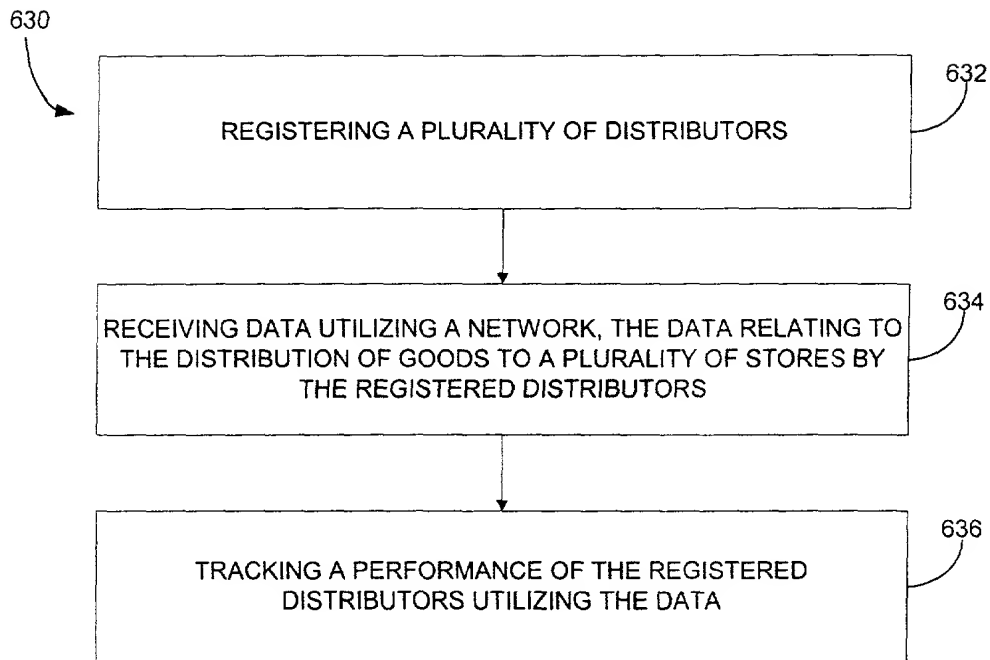 630
632
REGISTERING A PLURALITY OF DISTRIBUTORS
634
RECEIVING DATA UTILIZING A NETWORK, THE DATA RELATING TO
THE DISTRIBUTION OF GOODS TO A PLURALITY OF STORES BY
THE REGISTERED DISTRIBUTORS
636
TRACKING A PERFORMANCE OF THE REGISTERED
DISTRIBUTORS UTILIZING THE DATA